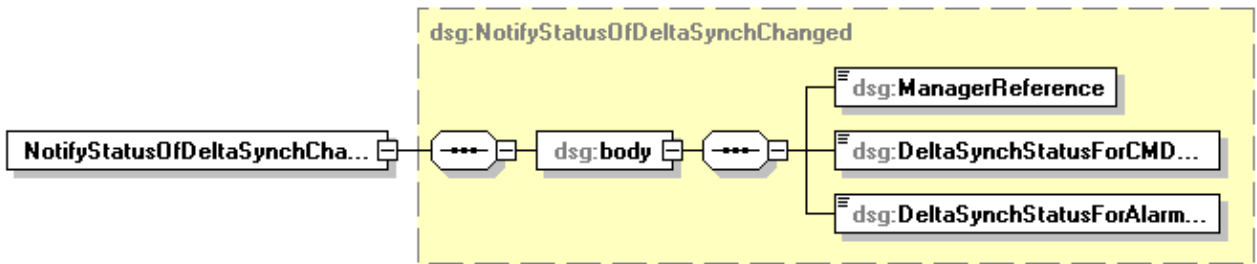 dsg:NotifyStatusOfDeltaSynchChanged
dsg:ManagerReference
NotifyStatusOfDeltaSynchCha...
dsg:body
dsg:DeltaSynchStatusForCMD...
dsg:DeltaSynchStatusForAlarm...